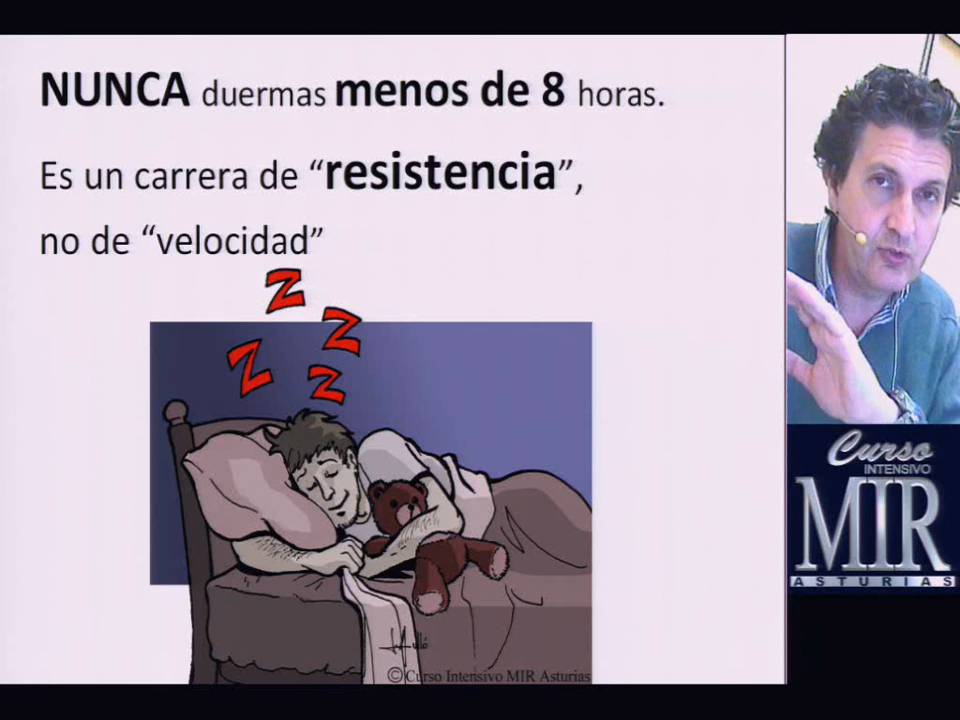 NUNCA duermas menos de 8 horas.
Es un carrera de “resistencia”,
no de “velocidad”
Z
Z
Z
Z
© Curso Intensivo MIR Asturias
Curso
INTENSIVO
MIR
ASTURIAS